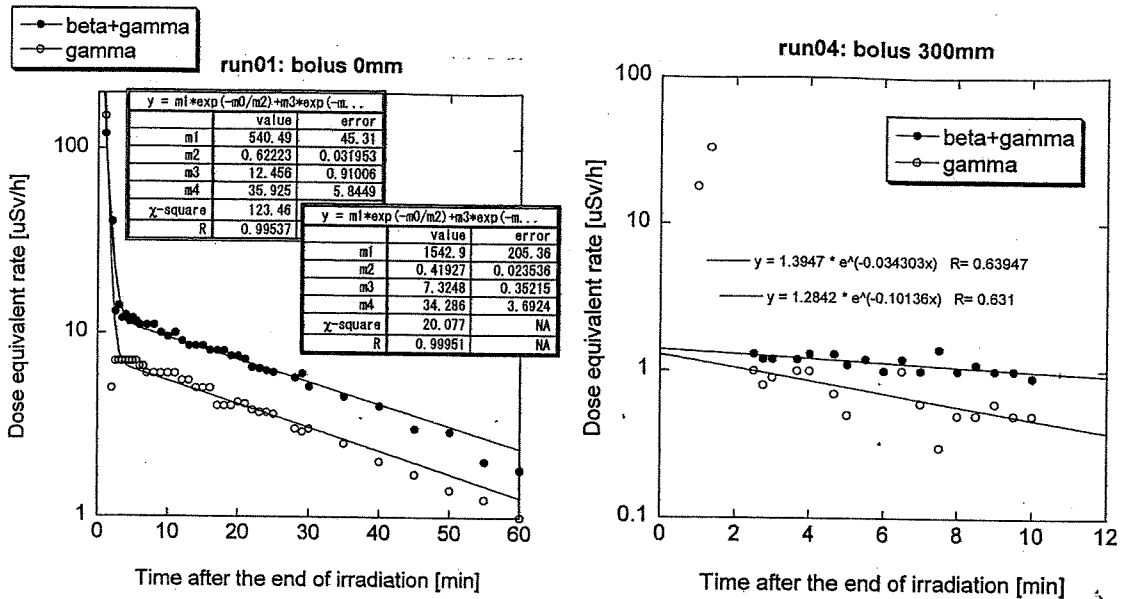 beta+gamma
gamma
run01: bolus 0mm
y = m1*exp(-m0/m2)+m3*exp(-m...
value error
m1 540.49 45.31
m2 0.62223 0.031953
m3 12.456 0.91006
m4 35.925 5.8449
χ-square 123.46
R 0.99537
y = m1*exp(-m0/m2)+m3*exp(-m...
value error
m1 1542.9 205.36
m2 0.41927 0.023536
m3 7.3248 0.35215
m4 34.286 3.6924
χ-square 20.077 NA
R 0.99951 NA
Dose equivalent rate [uSv/h]
100
10
1
0 10 20 30 40 50 60
Time after the end of irradiation [min]
run04: bolus 300mm
beta+gamma
gamma
y = 1.3947 * e^(-0.034303x) R= 0.63947
y = 1.2842 * e^(-0.10136x) R= 0.631
Dose equivalent rate [uSv/h]
100
10
1
0.1
0 2 4 6 8 10 12
Time after the end of irradiation [min]